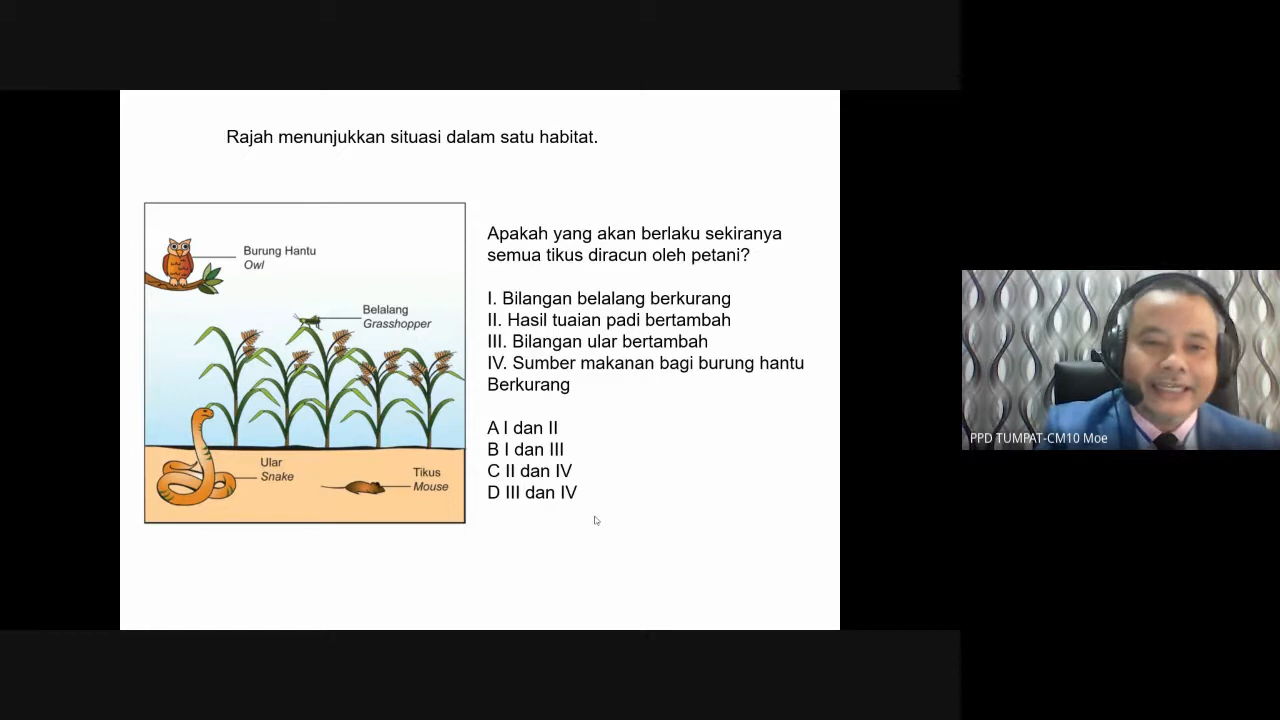 Rajah menunjukkan situasi dalam satu habitat.
Burung Hantu
Owl
Belalang
Grasshopper
Ular
Snake
Tikus
Mouse
Apakah yang akan berlaku sekiranya
semua tikus diracun oleh petani?
I. Bilangan belalang berkurang
II. Hasil tuaian padi bertambah
III. Bilangan ular bertambah
IV. Sumber makanan bagi burung hantu
Berkurang
A I dan II
B I dan III
C II dan IV
D III dan IV
PPD TUMPAT-CM10 Moe